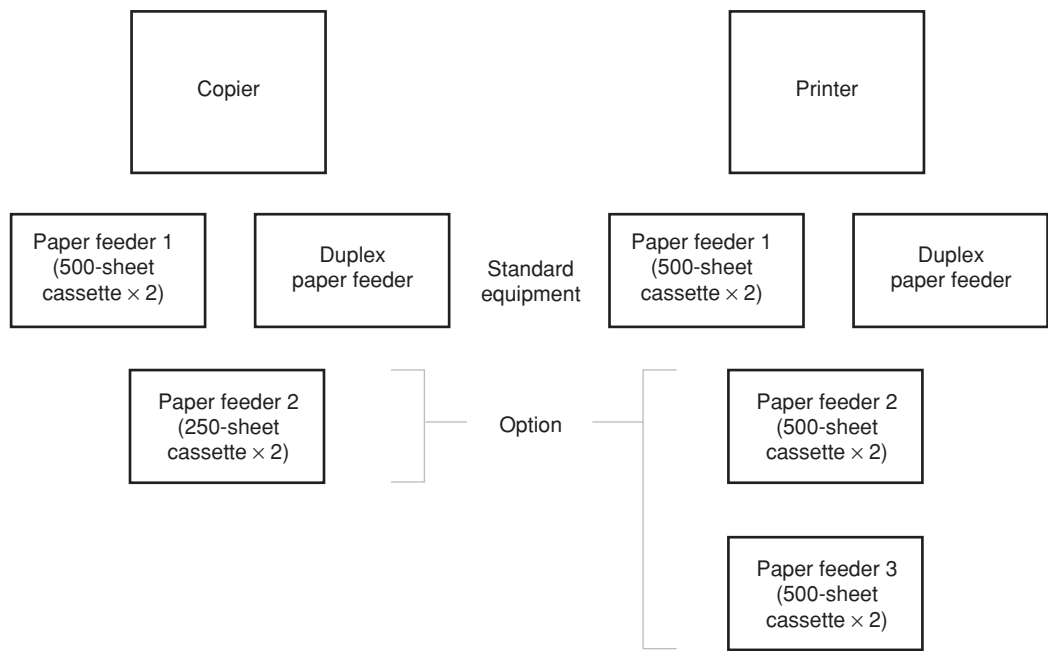 Copier
Printer
Paper feeder 1
(500-sheet
cassette × 2)
Duplex
paper feeder
Standard
equipment
Paper feeder 1
(500-sheet
cassette × 2)
Duplex
paper feeder
Paper feeder 2
(250-sheet
cassette × 2)
Option
Paper feeder 2
(500-sheet
cassette × 2)
Paper feeder 3
(500-sheet
cassette × 2)